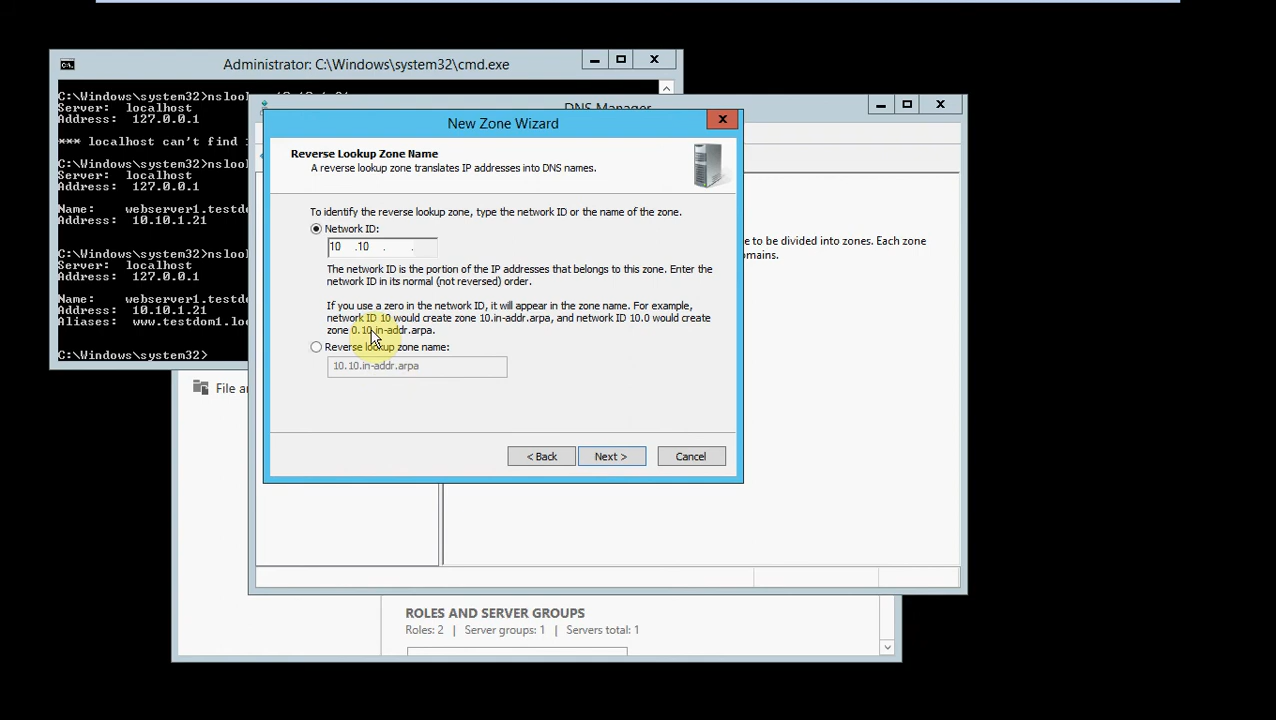 Administrator: C:\Windows\system32\cmd.exe
C:\Windows\system32>nslook
Server: localhost
Address: 127.0.0.1
*** localhost can't find
C:\Windows\system32>nslo
Server: localhost
Address: 127.0.0.1
Name: webserver1.testdo
Address: 10.10.1.21
C:\Windows\system32>nslo
Server: localhost
Address: 127.0.0.1
Name: webserver1.testdo
Address: 10.10.1.21
Aliases: www.testdom1.lo
C:\Windows\system32>
DNS Manager
New Zone Wizard
Reverse Lookup Zone Name
A reverse lookup zone translates IP addresses into DNS names.
To identify the reverse lookup zone, type the network ID or the name of the zone.
Network ID:
10 .10 . .
The network ID is the portion of the IP addresses that belongs to this zone. Enter the
network ID in its normal (not reversed) order.
If you use a zero in the network ID, it will appear in the zone name. For example,
network ID 10 would create zone 10.in-addr.arpa, and network ID 10.0 would create
zone 0.10.in-addr.arpa.
Reverse lookup zone name:
10.10.in-addr.arpa
< Back Next > Cancel
e to be divided into zones. Each zone
omains.
File an
ROLES AND SERVER GROUPS
Roles: 2 | Server groups: 1 | Servers total: 1